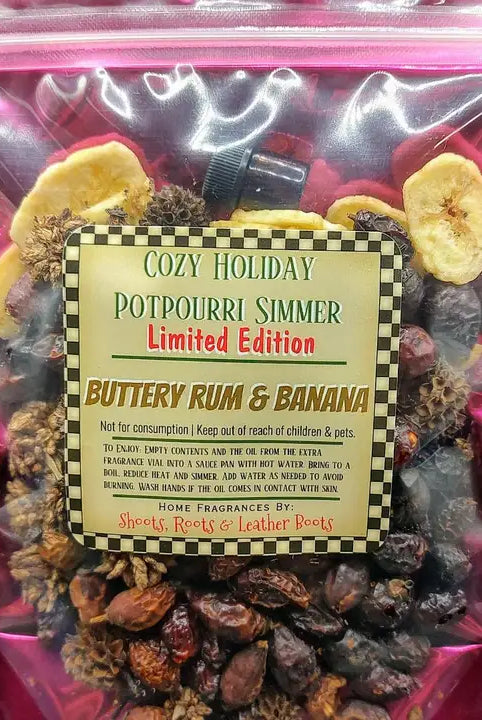 Cozy Holiday
Potpourri Simmer
Limited Edition
BUTTERY RUM & BANANA
Not for consumption | Keep out of reach of children & pets.
To enjoy: Empty contents and the oil from the extra
fragrance vial into a sauce pan with hot water. Bring to a
boil. reduce heat and simmer. Add water as needed to avoid
burning. Wash hands if the oil comes in contact with skin.
Home Fragrances By:
Shoots, Roots & Leather Boots